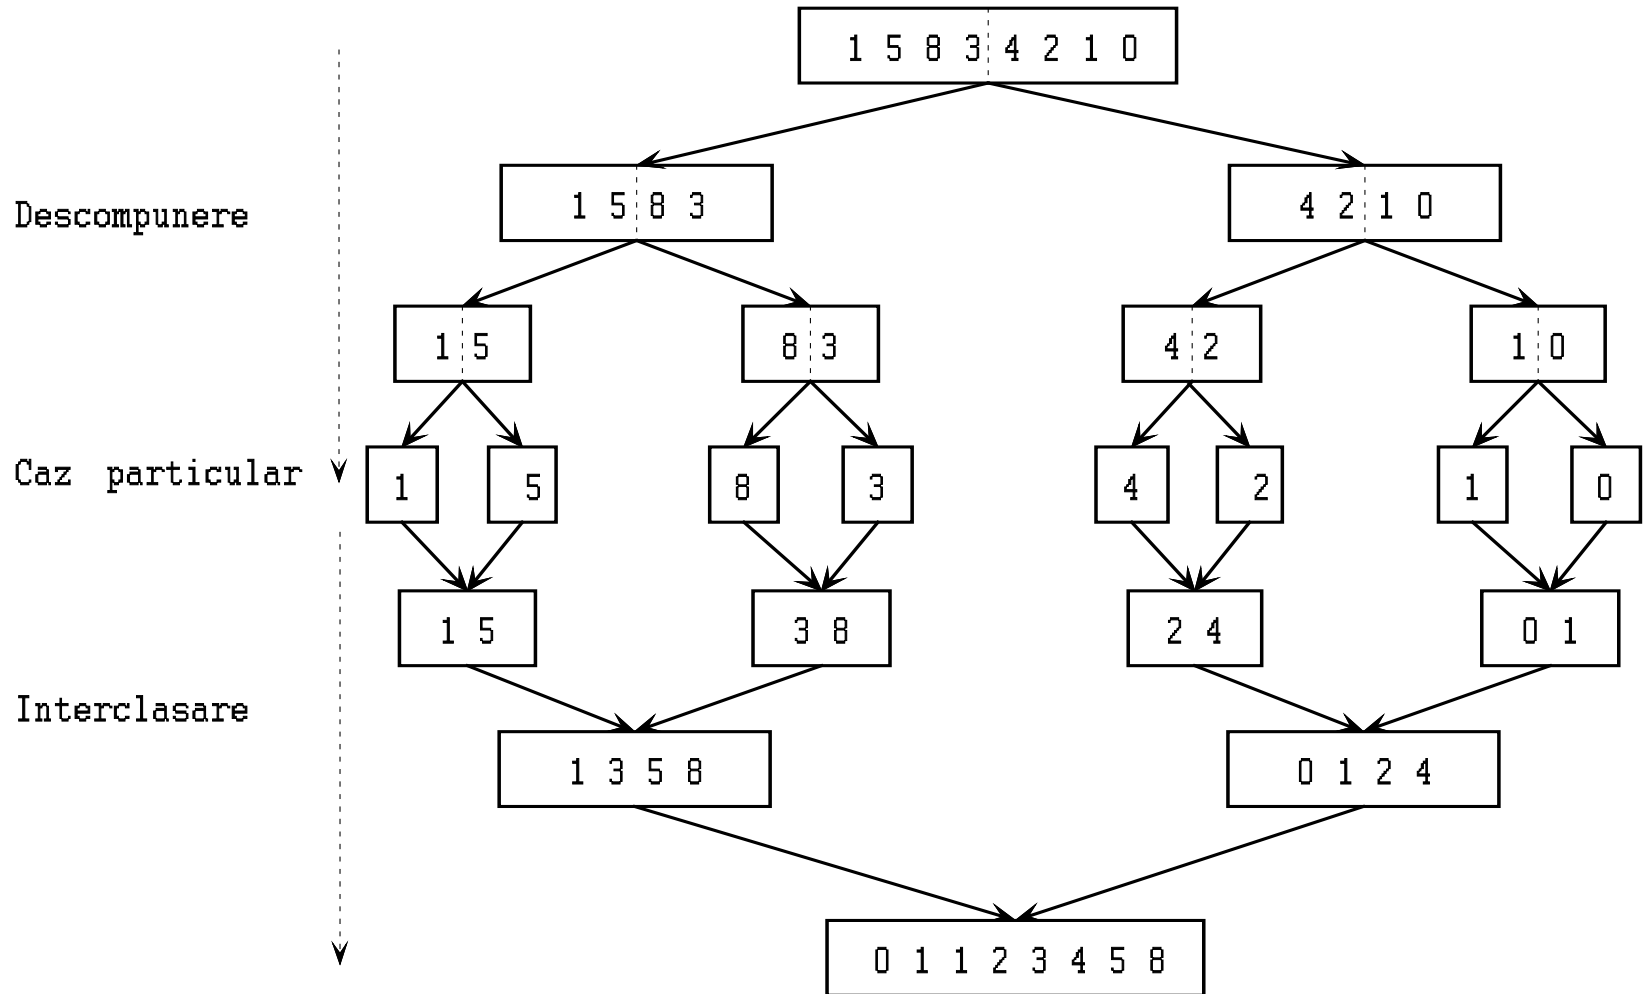 1 5 8 3 4 2 1 0
1 5 8 3 4 2 1 0
Descompunere
1 5 8 3 4 2 1 0
Caz particular 1 5 8 3 4 2 1 0
1 5 3 8 2 4 0 1
Interclasare
1 3 5 8 0 1 2 4
0 1 1 2 3 4 5 8